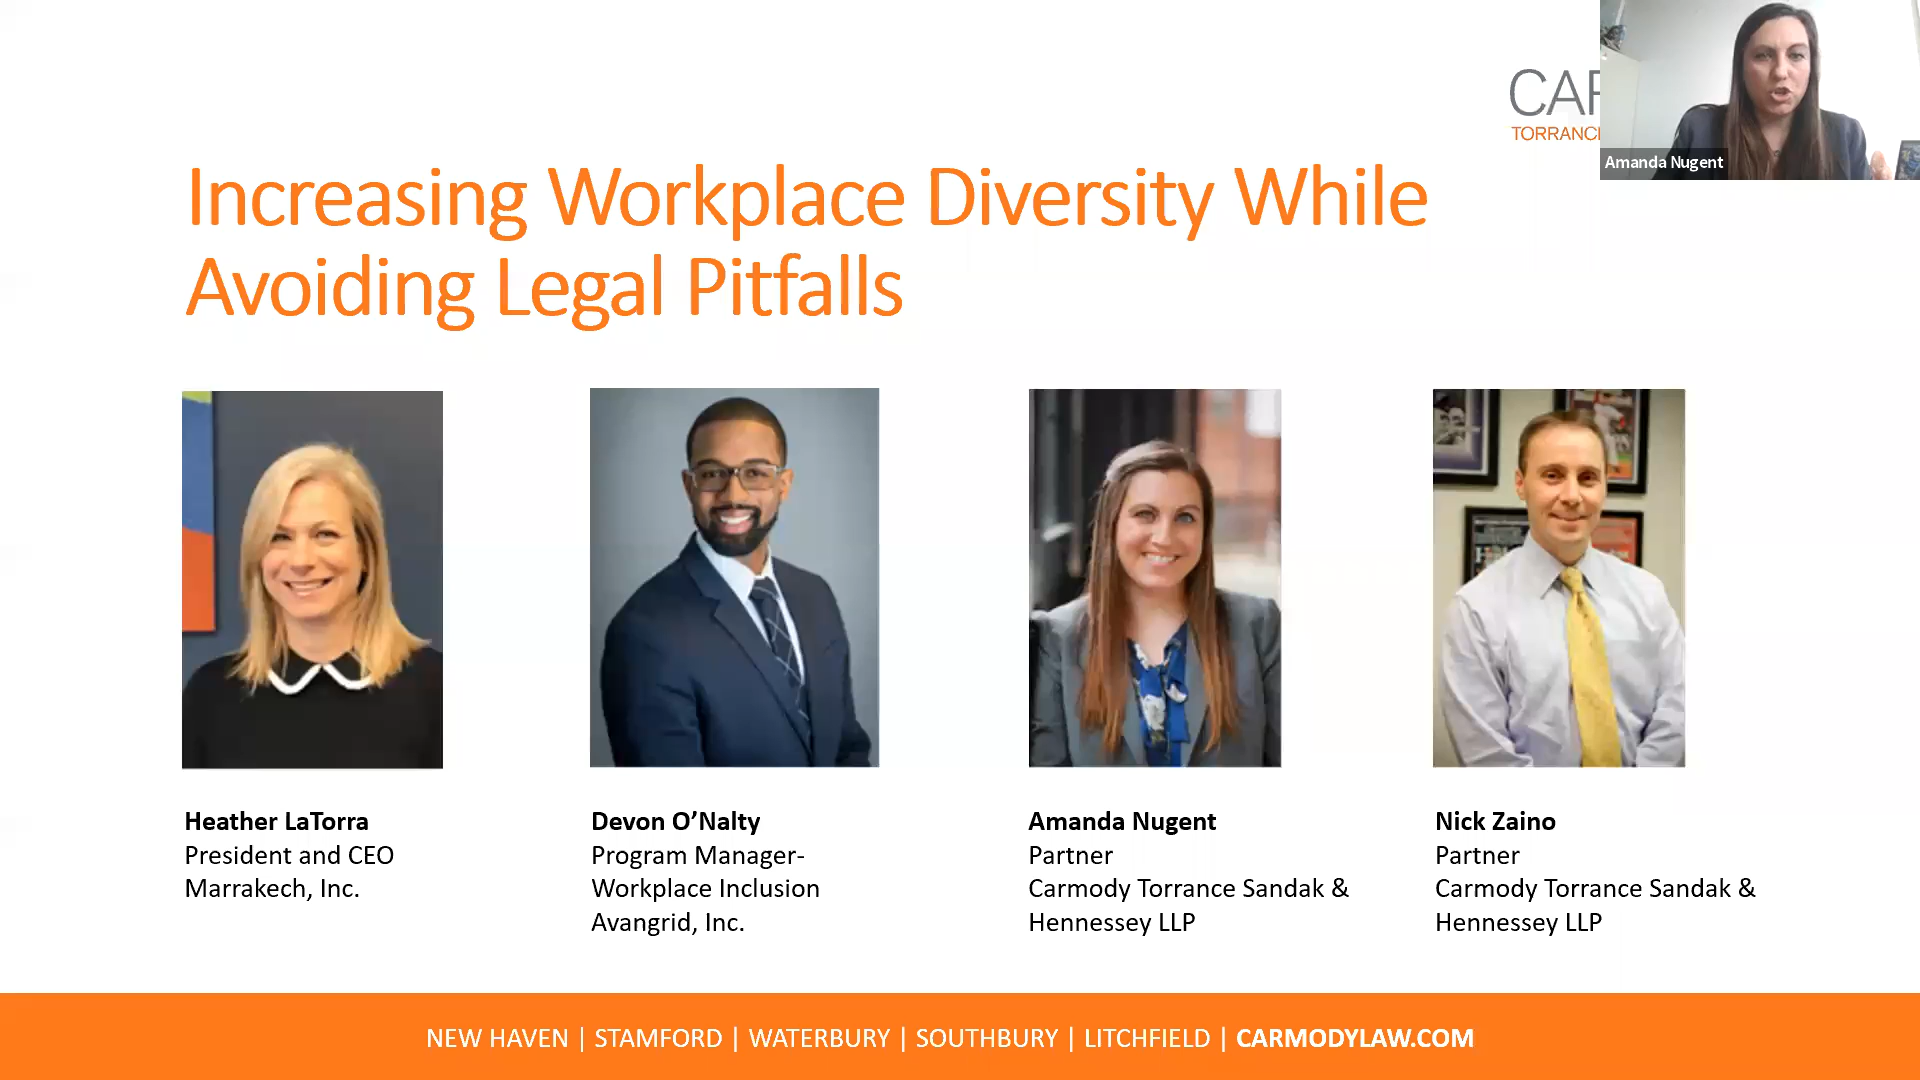 CAR
TORRANCE
Amanda Nugent
Increasing Workplace Diversity While
Avoiding Legal Pitfalls
Heather LaTorra
President and CEO
Marrakech, Inc.
Devon O’Nalty
Program Manager-
Workplace Inclusion
Avangrid, Inc.
Amanda Nugent
Partner
Carmody Torrance Sandak &
Hennessey LLP
Nick Zaino
Partner
Carmody Torrance Sandak &
Hennessey LLP
NEW HAVEN | STAMFORD | WATERBURY | SOUTHBURY | LITCHFIELD | CARMODYLAW.COM